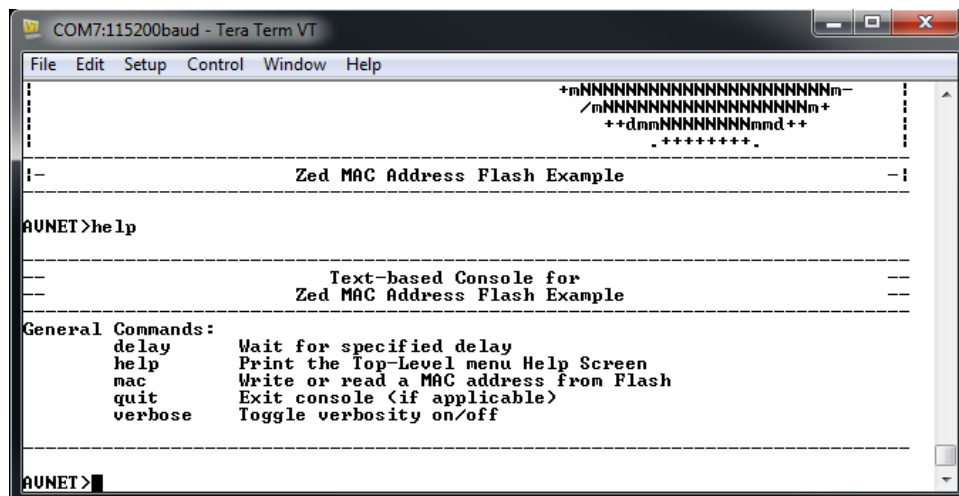 COM7:115200baud - Tera Term VT
File Edit Setup Control Window Help
+mNNNNNNNNNNNNNNNNNNNNNNm-
/mNNNNNNNNNNNNNNNNNNm+
++dmmNNNNNNNNmmd++
.++++++++.
|- Zed MAC Address Flash Example -|
AVNET>help
-- Text-based Console for --
-- Zed MAC Address Flash Example --
General Commands:
delay Wait for specified delay
help Print the Top-Level menu Help Screen
mac Write or read a MAC address from Flash
quit Exit console (if applicable)
verbose Toggle verbosity on/off
AVNET>